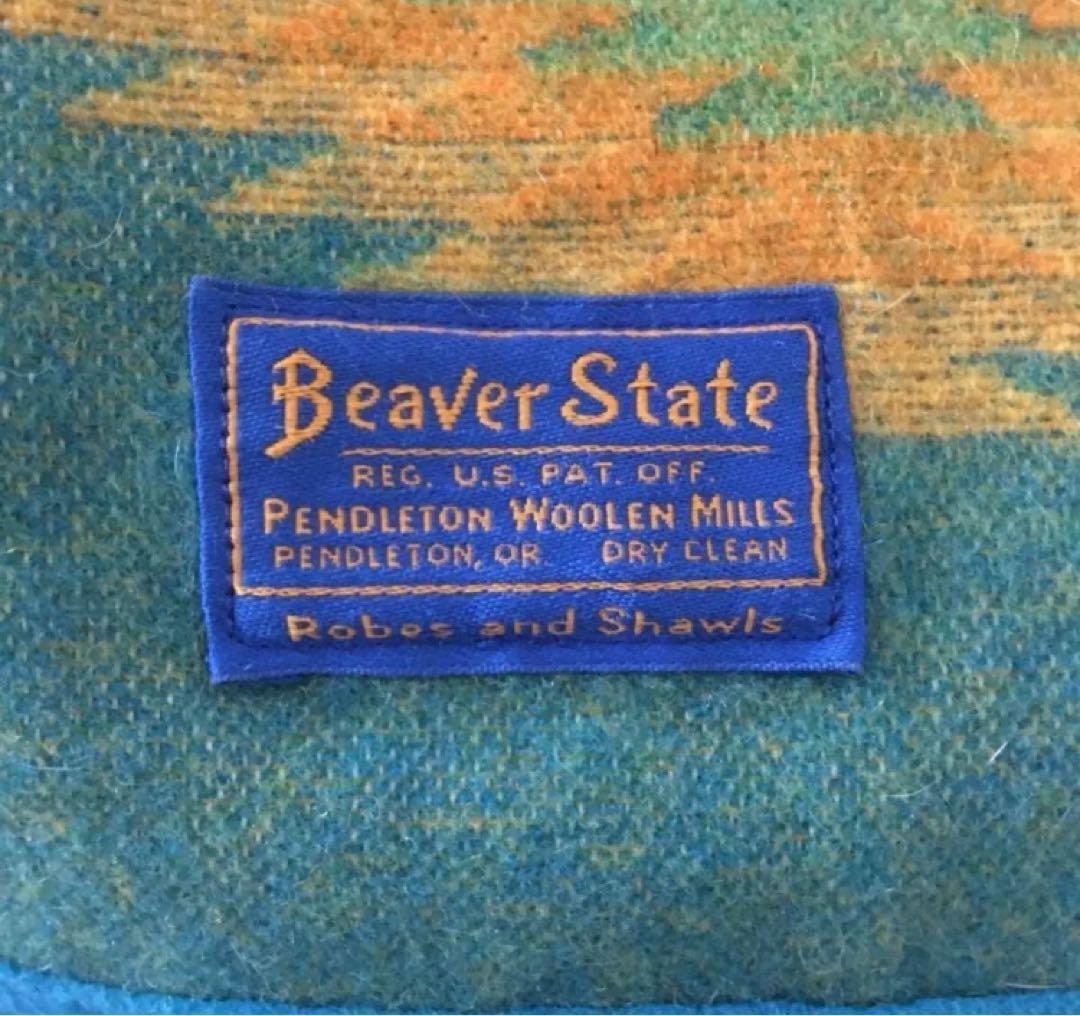 Beaver State
REG. U.S. PAT. OFF.
PENDLETON WOOLEN MILLS
PENDLETON, OR. DRY CLEAN
Robes and Shawls